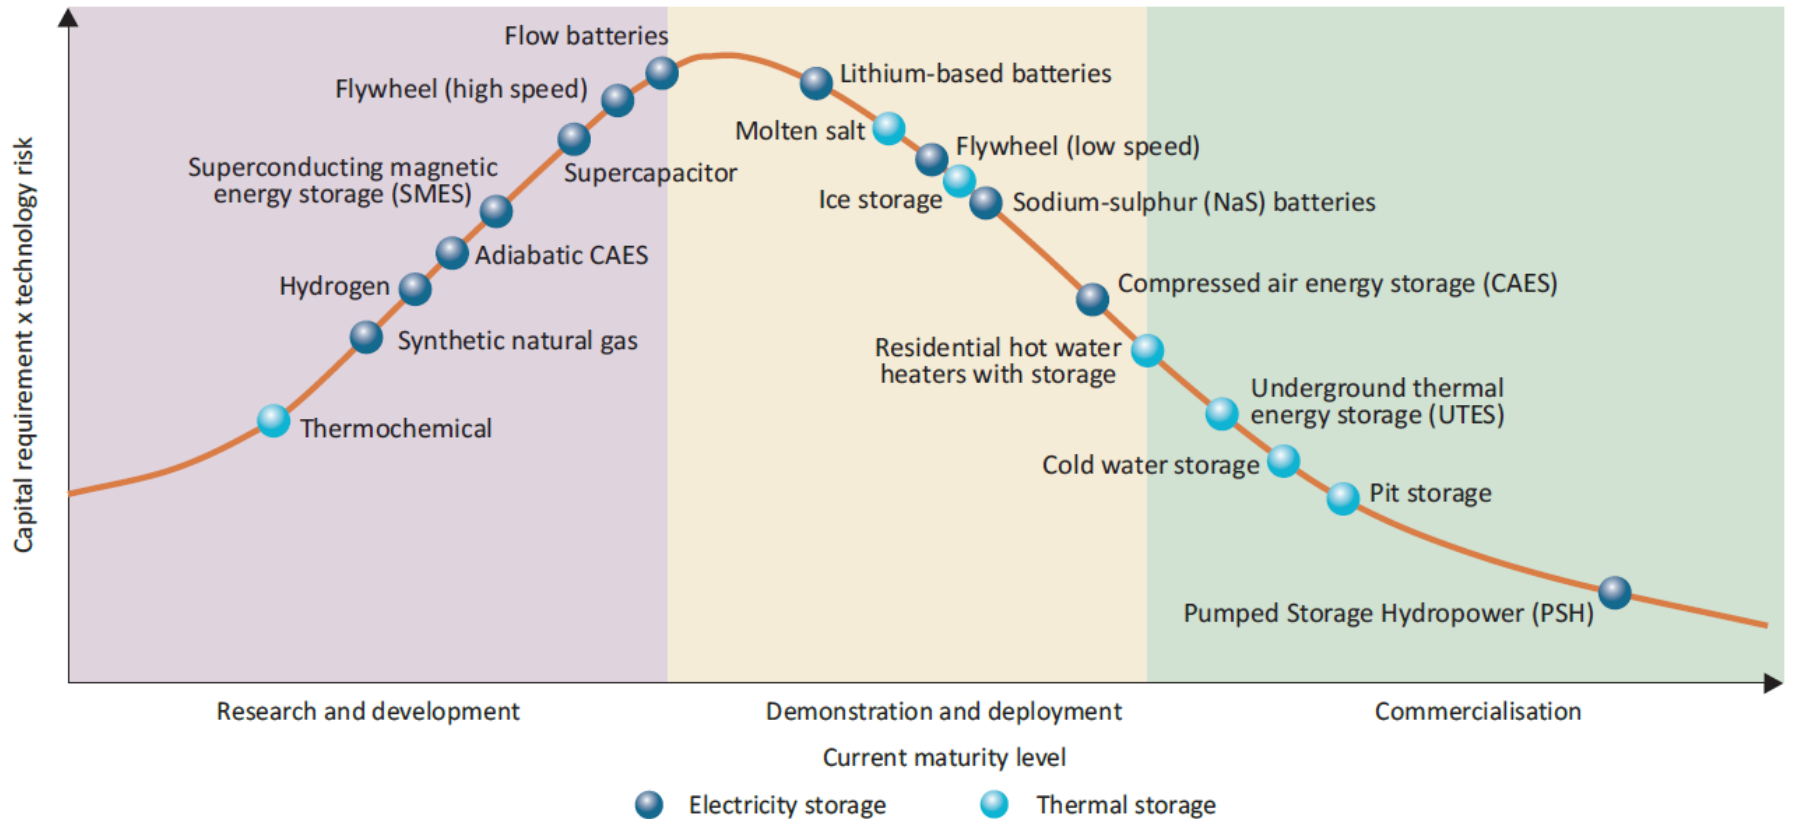 Capital requirement x technology risk
Flow batteries
Flywheel (high speed)
Supercapacitor
Superconducting magnetic
energy storage (SMES)
Adiabatic CAES
Hydrogen
Synthetic natural gas
Thermochemical
Lithium-based batteries
Molten salt
Flywheel (low speed)
Ice storage
Sodium-sulphur (NaS) batteries
Compressed air energy storage (CAES)
Residential hot water
heaters with storage
Underground thermal
energy storage (UTES)
Cold water storage
Pit storage
Pumped Storage Hydropower (PSH)
Research and development
Demonstration and deployment
Commercialisation
Current maturity level
Electricity storage
Thermal storage